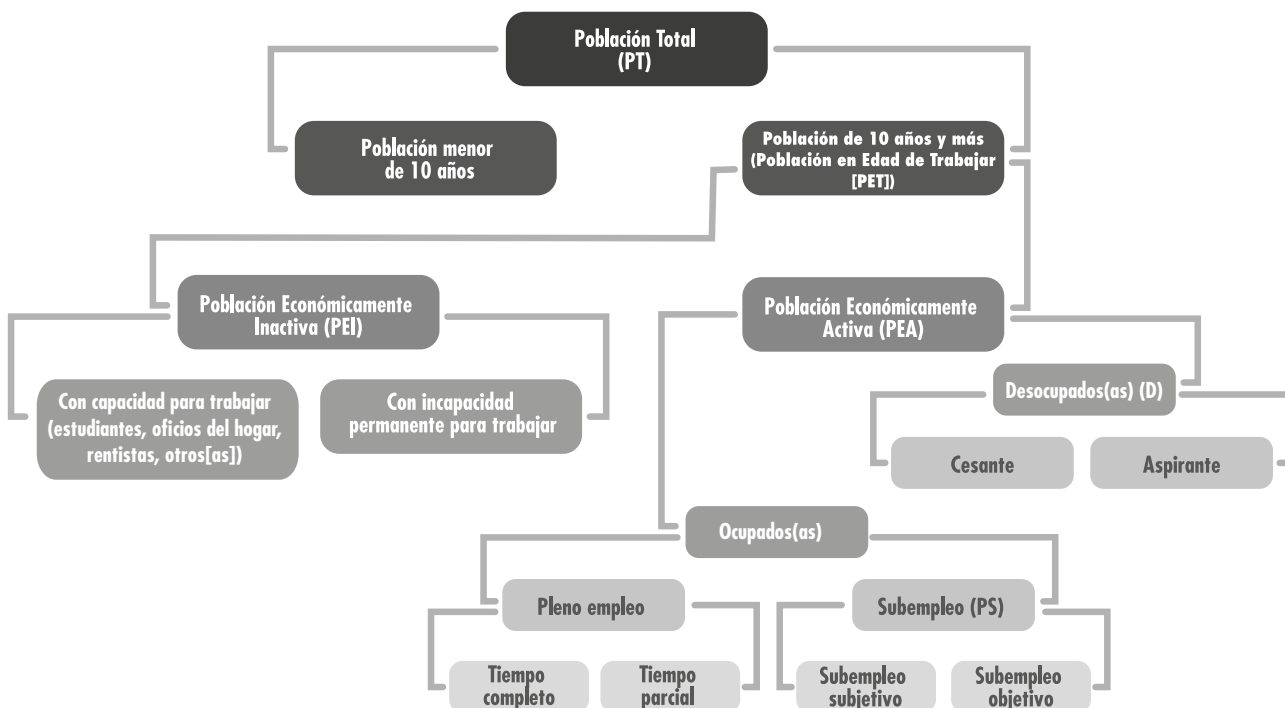 Población Total
(PT)
Población menor
de 10 años
Población de 10 años y más
(Población en Edad de Trabajar
[PET])
Población Económicamente
Inactiva (PEI)
Población Económicamente
Activa (PEA)
Con capacidad para trabajar
(estudiantes, oficios del hogar,
rentistas, otros[as])
Con incapacidad
permanente para trabajar
Desocupados(as) (D)
Cesante
Aspirante
Ocupados(as)
Pleno empleo
Subempleo (PS)
Tiempo
completo
Tiempo
parcial
Subempleo
subjetivo
Subempleo
objetivo